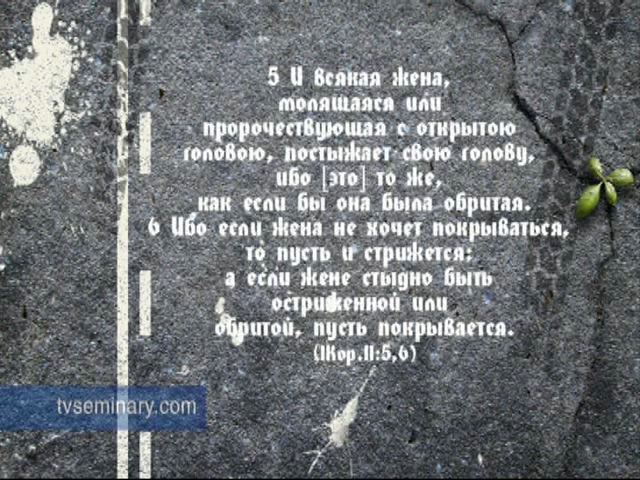 5 И всякая жена,
молящаяся или
пророчествующая с открытою
головою, постыжает свою голову,
ибо [это] то же,
как если бы она была обритая.
6 Ибо если жена не хочет покрываться,
то пусть и стрижется;
а если жене стыдно быть
остриженной или
обритой, пусть покрывается.
(1Кор.11:5,6)
tvseminary.com